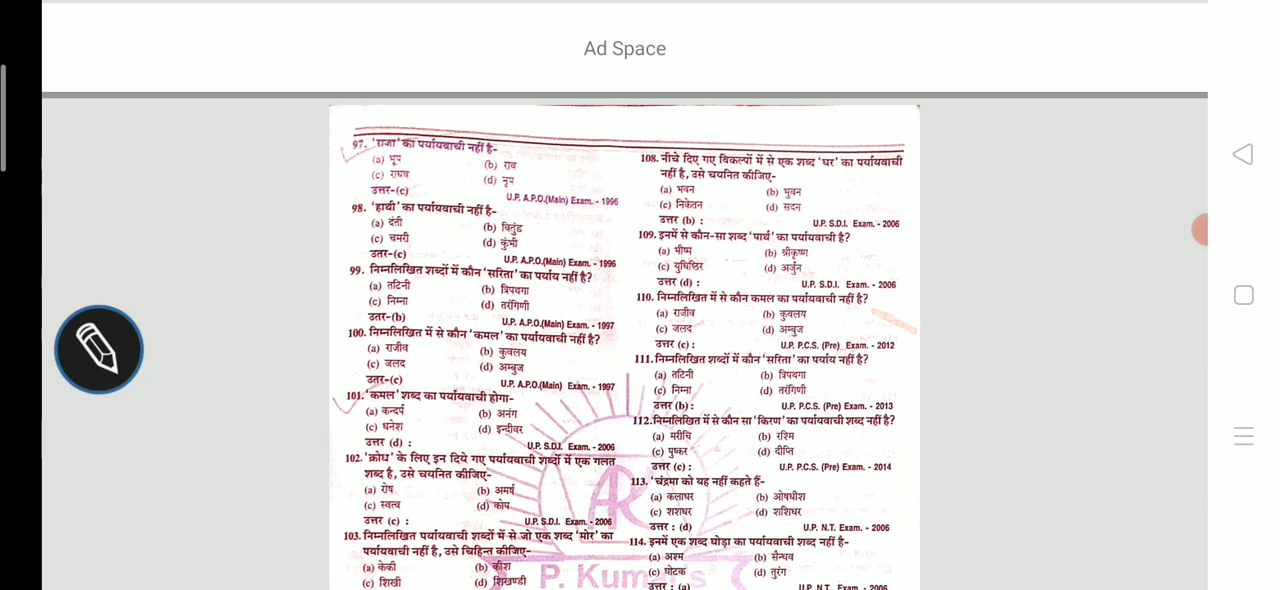 Ad Space
97. 'राजा' का पर्यायवाची नहीं है-
(a) भूप (b) राव
(c) राघव (d) नृप
उत्तर-(c)
U.P. A.P.O.(Main) Exam. - 1996
98. 'हाथी' का पर्यायवाची नहीं है-
(a) दंती (b) वितुंड
(c) चमरी (d) कुंभी
उतर-(c)
U.P. A.P.O.(Main) Exam. - 1996
99. निम्नलिखित शब्दों में कौन 'सरिता' का पर्याय नहीं है?
(a) तटिनी (b) त्रिपथगा
(c) निम्ना (d) तरंगिणी
उतर-(b)
U.P. A.P.O.(Main) Exam. - 1997
100. निम्नलिखित में से कौन 'कमल' का पर्यायवाची नहीं है?
(a) राजीव (b) कुवलय
(c) जलद (d) अम्बुज
उतर-(c)
U.P. A.P.O.(Main) Exam. - 1997
101. 'कमल' शब्द का पर्यायवाची होगा-
(a) कन्दर्प (b) अनंग
(c) धनेश (d) इन्दीवर
उत्तर (d) :
U.P. S.D.I. Exam. - 2006
102. 'क्रोध' के लिए इन दिये गए पर्यायवाची शब्दों में एक गलत
शब्द है, उसे चयनित कीजिए-
(a) रोष (b) अमर्ष
(c) स्वत्व (d) कोप
उत्तर (c) :
U.P. S.D.I. Exam. - 2006
103. निम्नलिखित पर्यायवाची शब्दों में से जो एक शब्द 'मोर' का
पर्यायवाची नहीं है, उसे चिन्हित कीजिए-
(a) केकी (b) कीश
(c) शिखी (d) शिखण्डी
108. नीचे दिए गए विकल्पों में से एक शब्द 'घर' का पर्यायवाची
नहीं है, उसे चयनित कीजिए-
(a) भवन (b) भुवन
(c) निकेतन (d) सदन
उत्तर (b) :
U.P. S.D.I. Exam. - 2006
109. इनमें से कौन-सा शब्द 'पार्थ' का पर्यायवाची है?
(a) भीष्म (b) श्रीकृष्ण
(c) युधिष्ठिर (d) अर्जुन
उत्तर (d) :
U.P. S.D.I. Exam. - 2006
110. निम्नलिखित में से कौन कमल का पर्यायवाची नहीं है?
(a) राजीव (b) कुवलय
(c) जलद (d) अम्बुज
उत्तर (c) :
U.P. P.C.S. (Pre) Exam. - 2012
111.निम्नलिखित शब्दों में कौन 'सरिता' का पर्याय नहीं है?
(a) तटिनी (b) त्रिपथगा
(c) निम्ना (d) तरंगिणी
उत्तर (b) :
U.P. P.C.S. (Pre) Exam. - 2013
112.निम्नलिखित में से कौन सा 'किरण' का पर्यायवाची शब्द नहीं है?
(a) मरीचि (b) रश्मि
(c) पुष्कर (d) दीप्ति
उत्तर (c) :
U.P. P.C.S. (Pre) Exam. - 2014
113. 'चंद्रमा को यह नहीं कहते हैं-
(a) कलाधर (b) ओषधीश
(c) शशधर (d) शशिधर
उत्तर : (d)
U.P. N.T. Exam. - 2006
114. इनमें एक शब्द घोड़ा का पर्यायवाची शब्द नहीं है-
(a) अश्म (b) सैन्धव
(c) घोटक (d) तुरंग
उत्तर : (a)
U.P. N.T. Exam. - 2006
AK
P. Kumar's